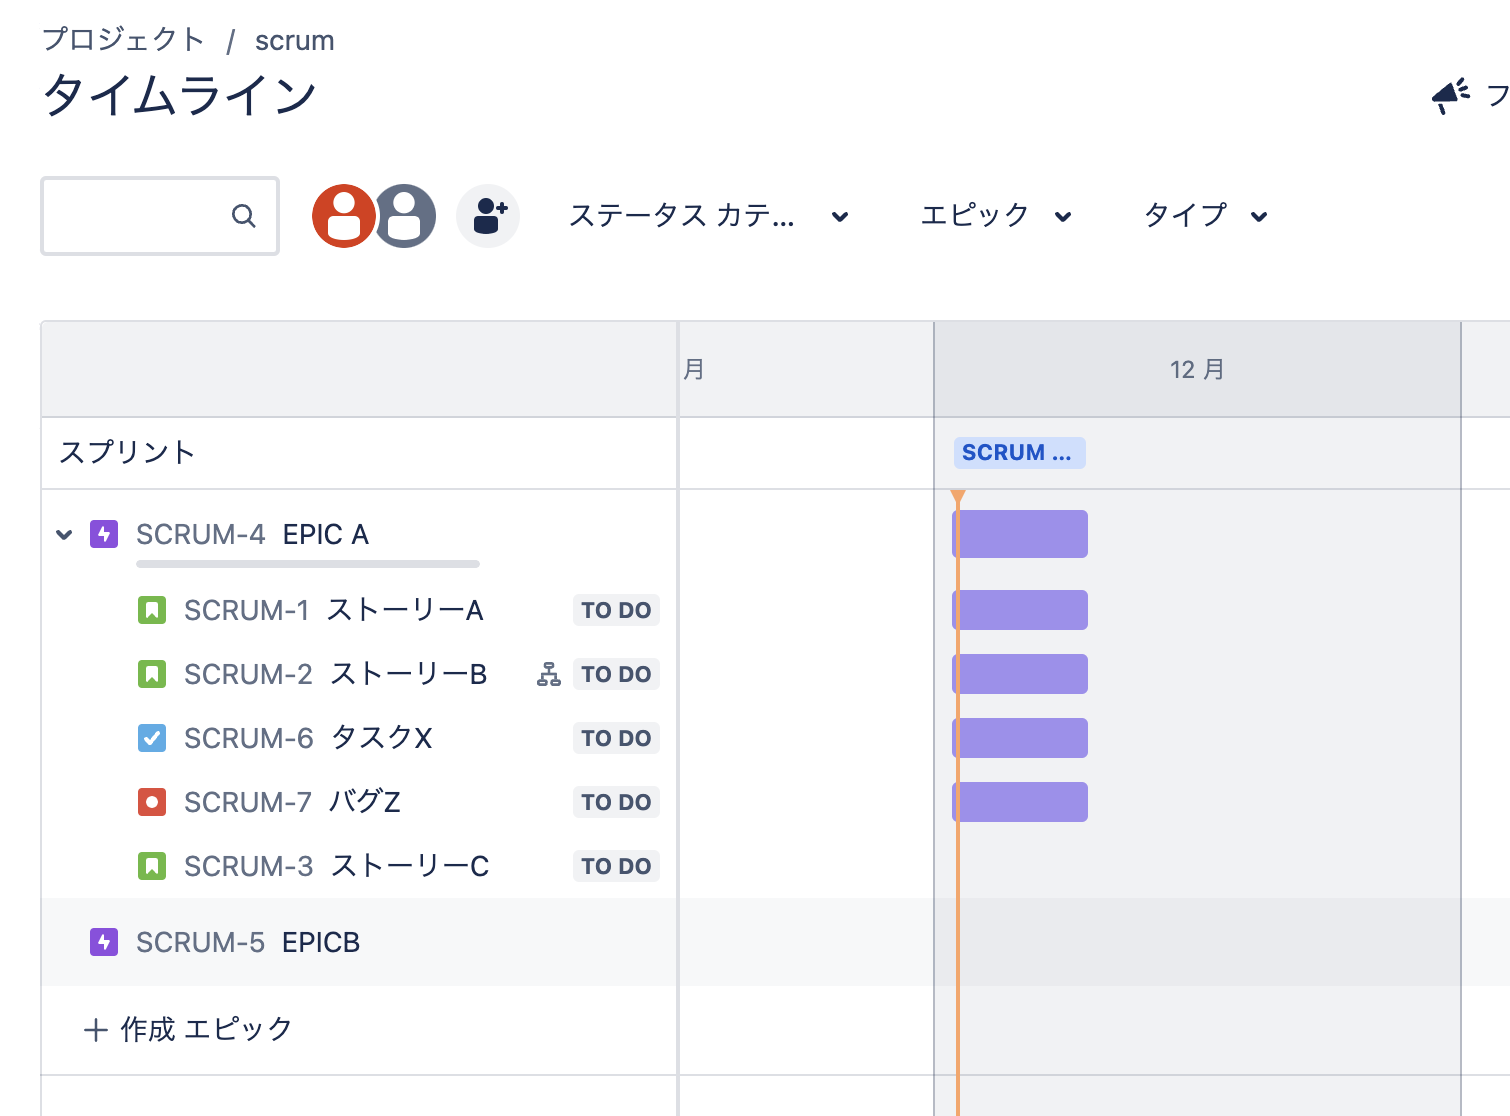 プロジェクト / scrum
タイムライン
フ
ステータス カテ... エピック タイプ
月 12 月
スプリント SCRUM ...
SCRUM-4 EPIC A
SCRUM-1 ストーリーA TO DO
SCRUM-2 ストーリーB TO DO
SCRUM-6 タスクX TO DO
SCRUM-7 バグZ TO DO
SCRUM-3 ストーリーC TO DO
SCRUM-5 EPICB
+ 作成 エピック